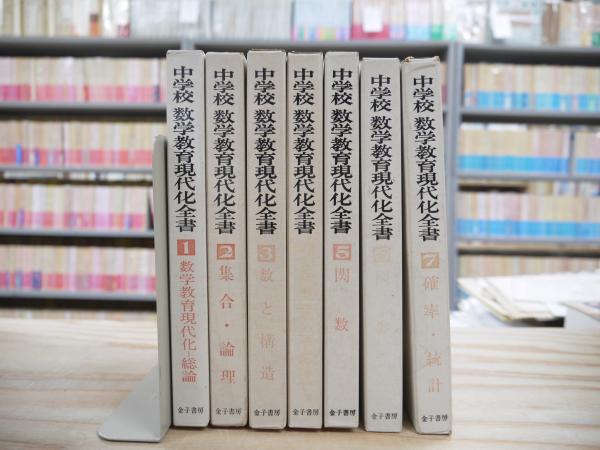 中学校 数学教育現代化全書
1
数学教育現代化―総論
金子書房
中学校 数学教育現代化全書
2
集合・論理
金子書房
中学校 数学教育現代化全書
3
数と構造
金子書房
中学校 数学教育現代化全書
金子書房
中学校 数学教育現代化全書
5
関数
金子書房
中学校 数学教育現代化全書
金子書房
中学校 数学教育現代化全書
7
確率・統計
金子書房